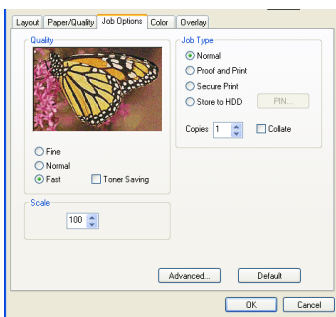 Layout Paper/Quality Job Options Color Overlay
Quality
Fine
Normal
Fast Toner Saving
Scale
100
Job Type
Normal
Proof and Print
Secure Print
Store to HDD PIN...
Copies 1 Collate
Advanced... Default
OK Cancel